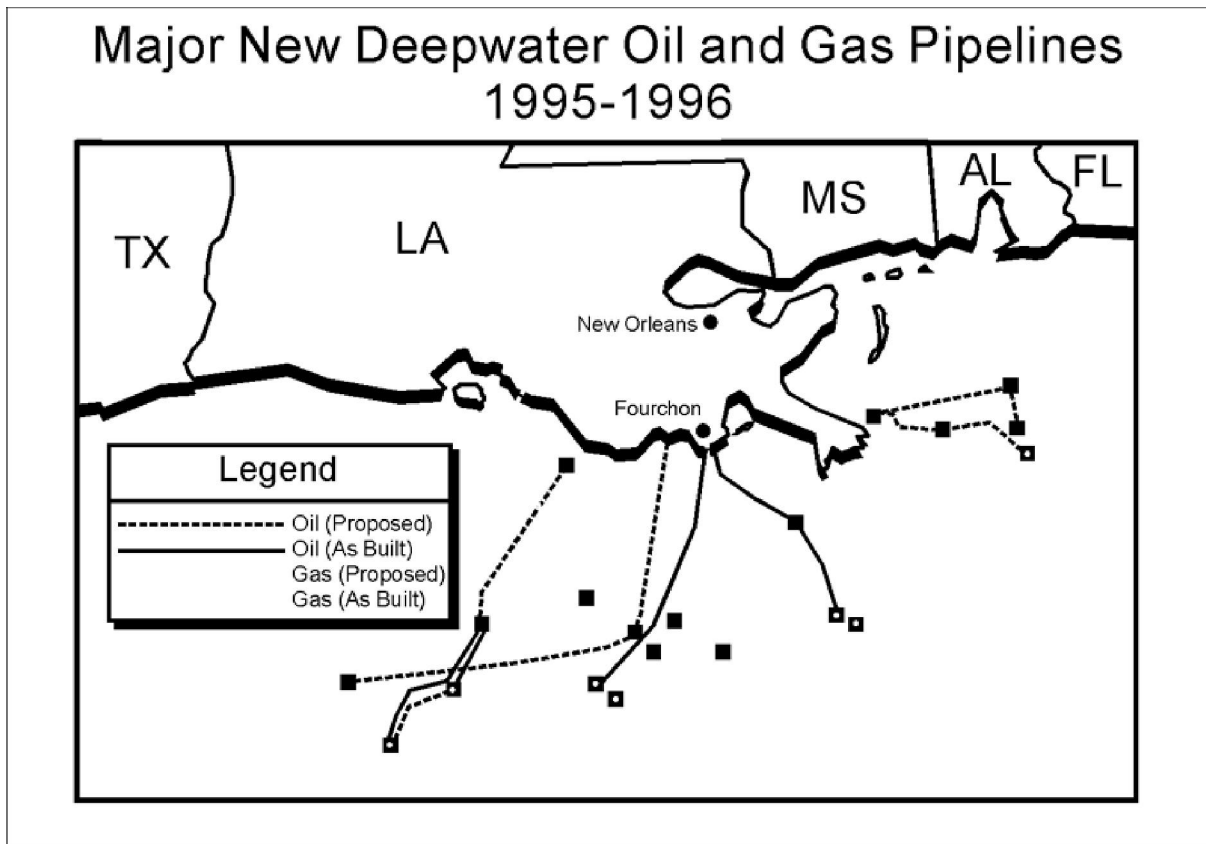 Major New Deepwater Oil and Gas Pipelines
1995-1996
TX
LA
MS
AL
FL
New Orleans
Fourchon
Legend
Oil (Proposed)
Oil (As Built)
Gas (Proposed)
Gas (As Built)